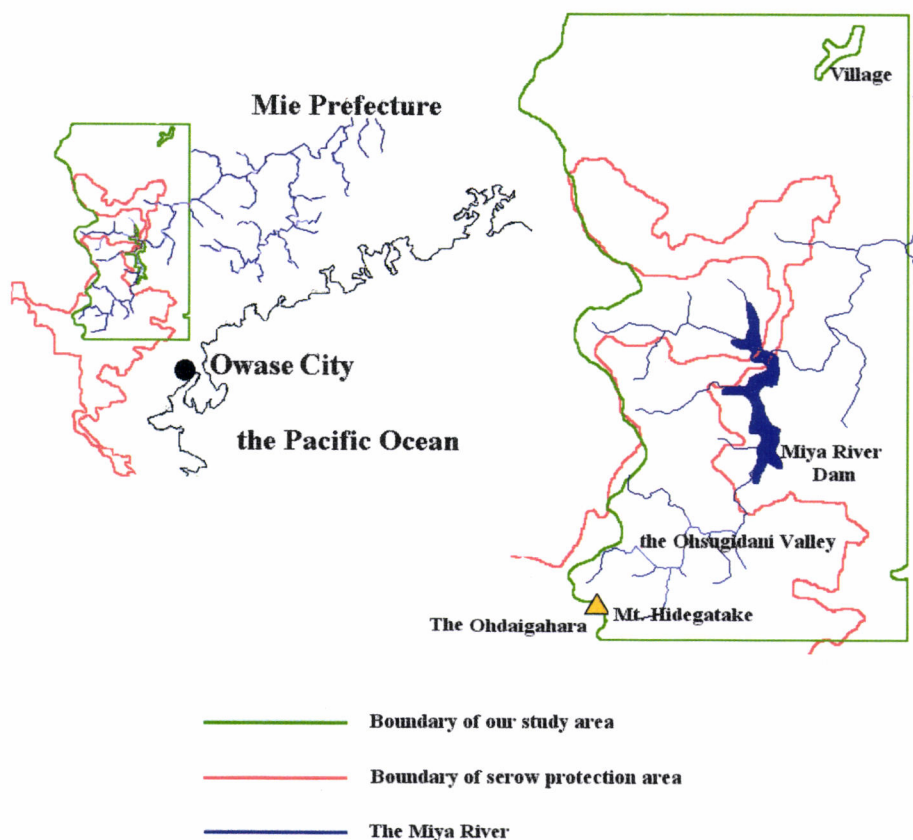 Village
Mie Prefecture
Owase City
the Pacific Ocean
Miya River
Dam
the Ohsugidani Valley
Mt. Hidegatake
The Ohdaigahara
Boundary of our study area
Boundary of serow protection area
The Miya River